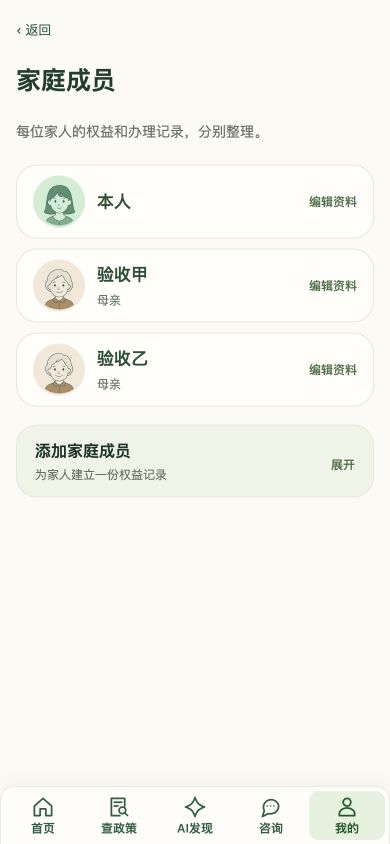 ‹ 返回
家庭成员
每位家人的权益和办理记录，分别整理。
本人
编辑资料
验收甲
母亲
编辑资料
验收乙
母亲
编辑资料
添加家庭成员
为家人建立一份权益记录
展开
首页
查政策
AI发现
咨询
我的